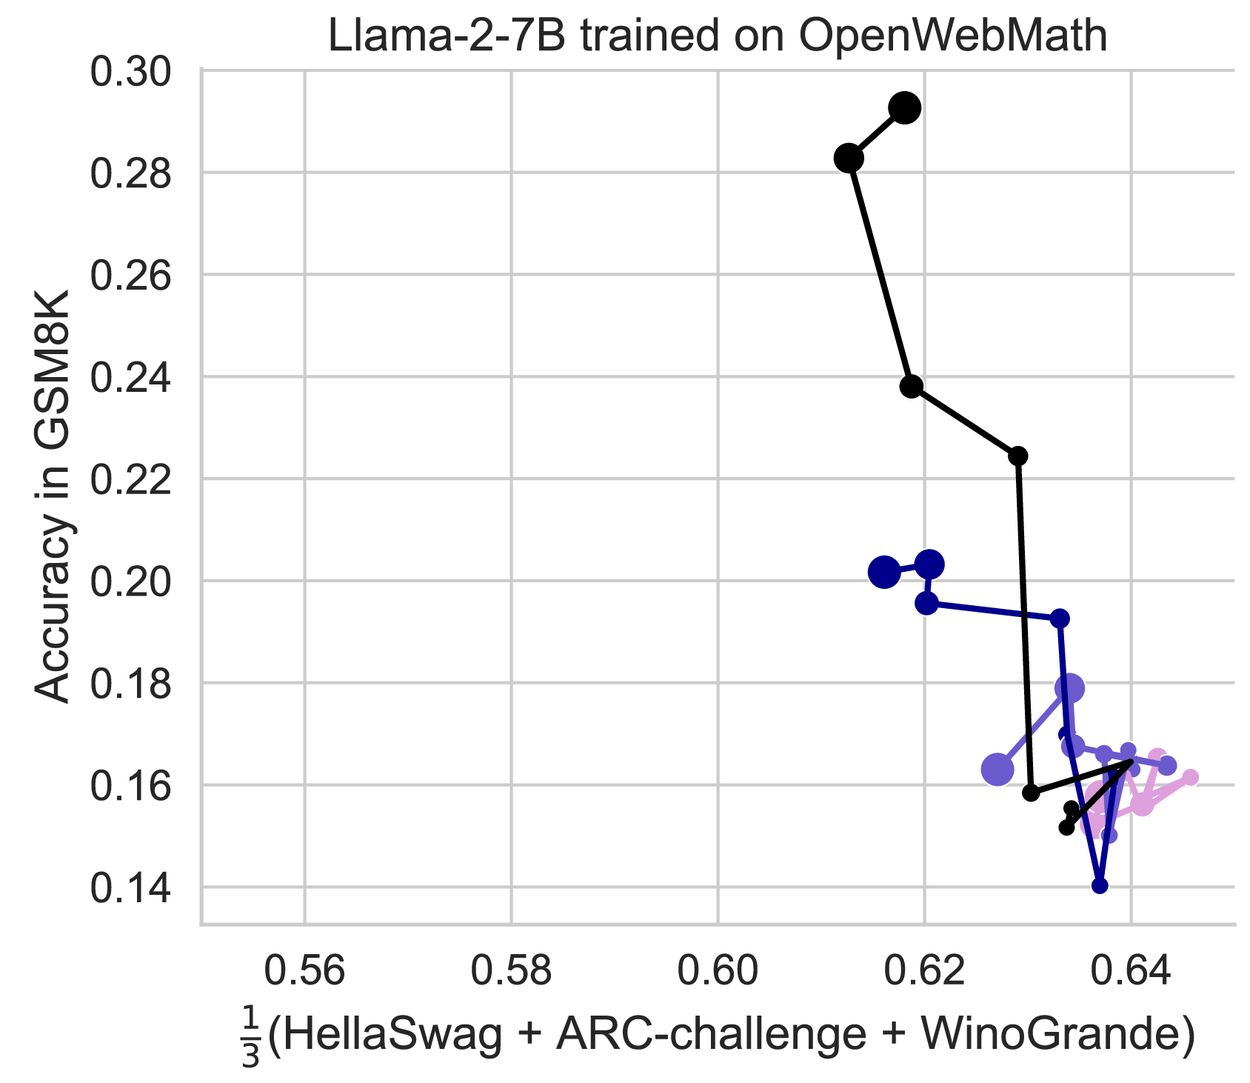 Llama-2-7B trained on OpenWebMath
0.30
0.28
0.26
0.24
0.22
0.20
0.18
0.16
0.14
Accuracy in GSM8K
0.56 0.58 0.60 0.62 0.64
1/3(HellaSwag + ARC-challenge + WinoGrande)